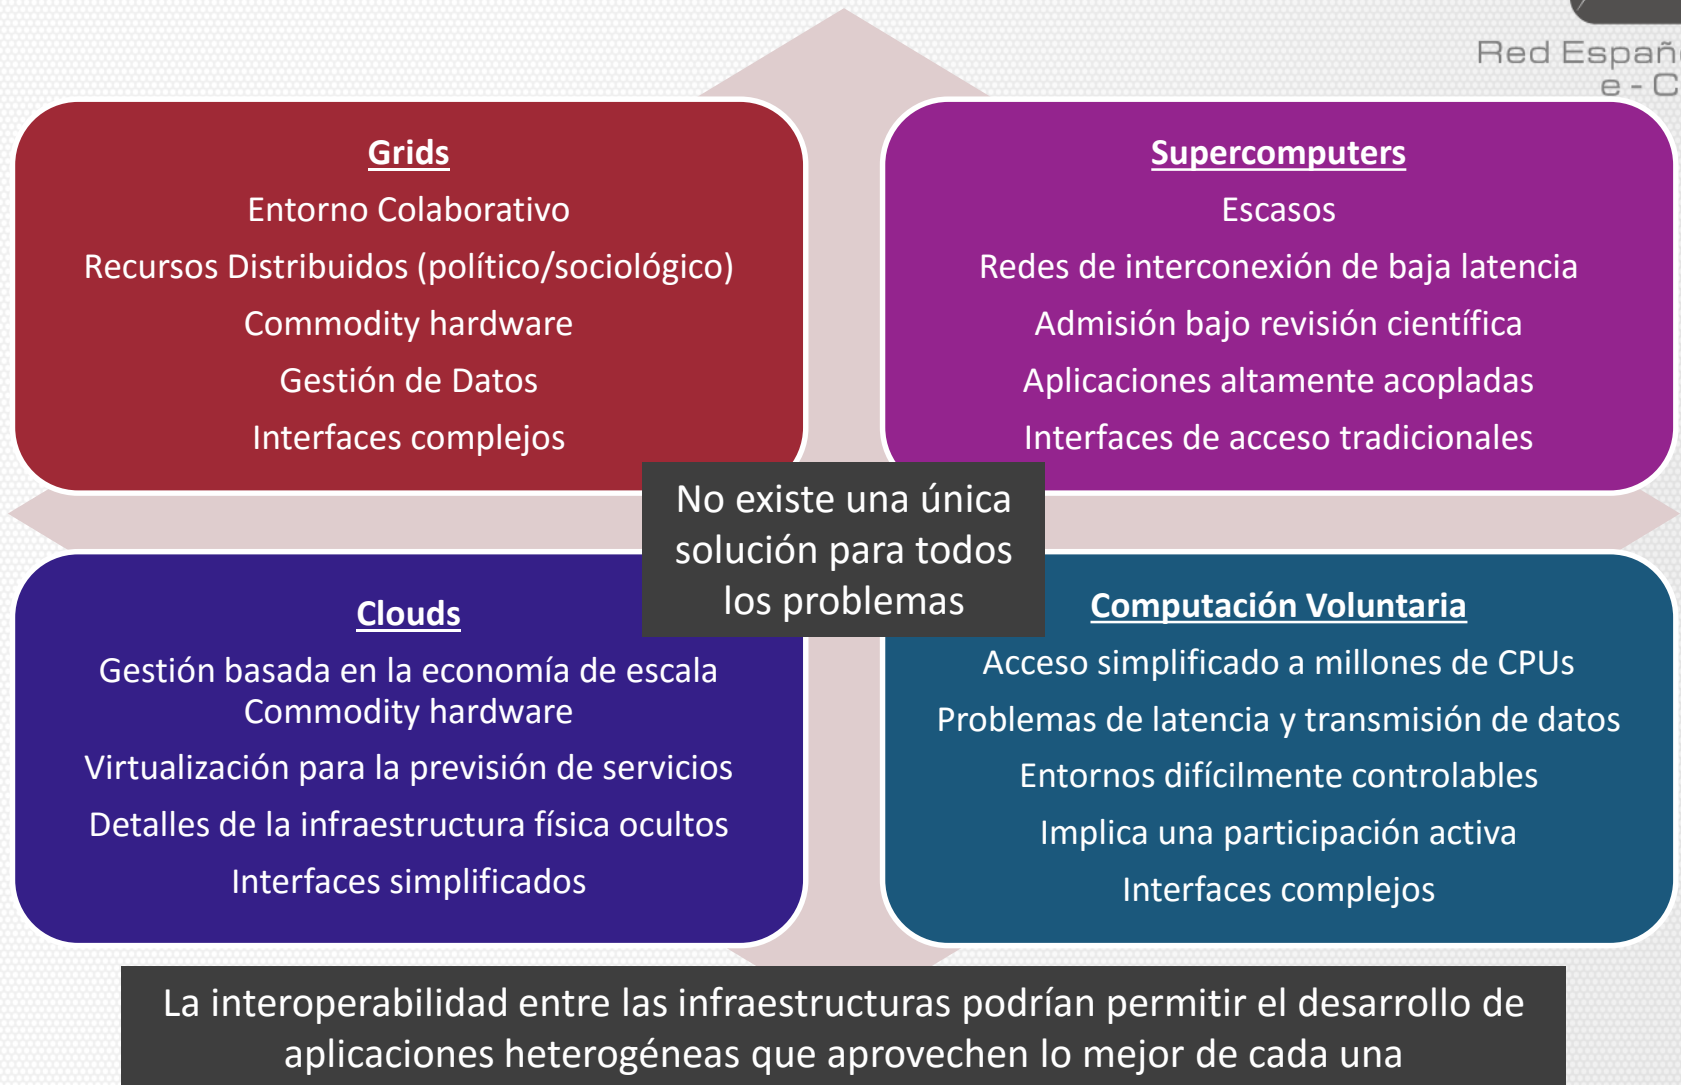 Red Españ
e - C
Grids
Entorno Colaborativo
Recursos Distribuidos (político/sociológico)
Commodity hardware
Gestión de Datos
Interfaces complejos
Supercomputers
Escasos
Redes de interconexión de baja latencia
Admisión bajo revisión científica
Aplicaciones altamente acopladas
Interfaces de acceso tradicionales
No existe una única
solución para todos
los problemas
Clouds
Gestión basada en la economía de escala
Commodity hardware
Virtualización para la previsión de servicios
Detalles de la infraestructura física ocultos
Interfaces simplificados
Computación Voluntaria
Acceso simplificado a millones de CPUs
Problemas de latencia y transmisión de datos
Entornos difícilmente controlables
Implica una participación activa
Interfaces complejos
La interoperabilidad entre las infraestructuras podrían permitir el desarrollo de
aplicaciones heterogéneas que aprovechen lo mejor de cada una